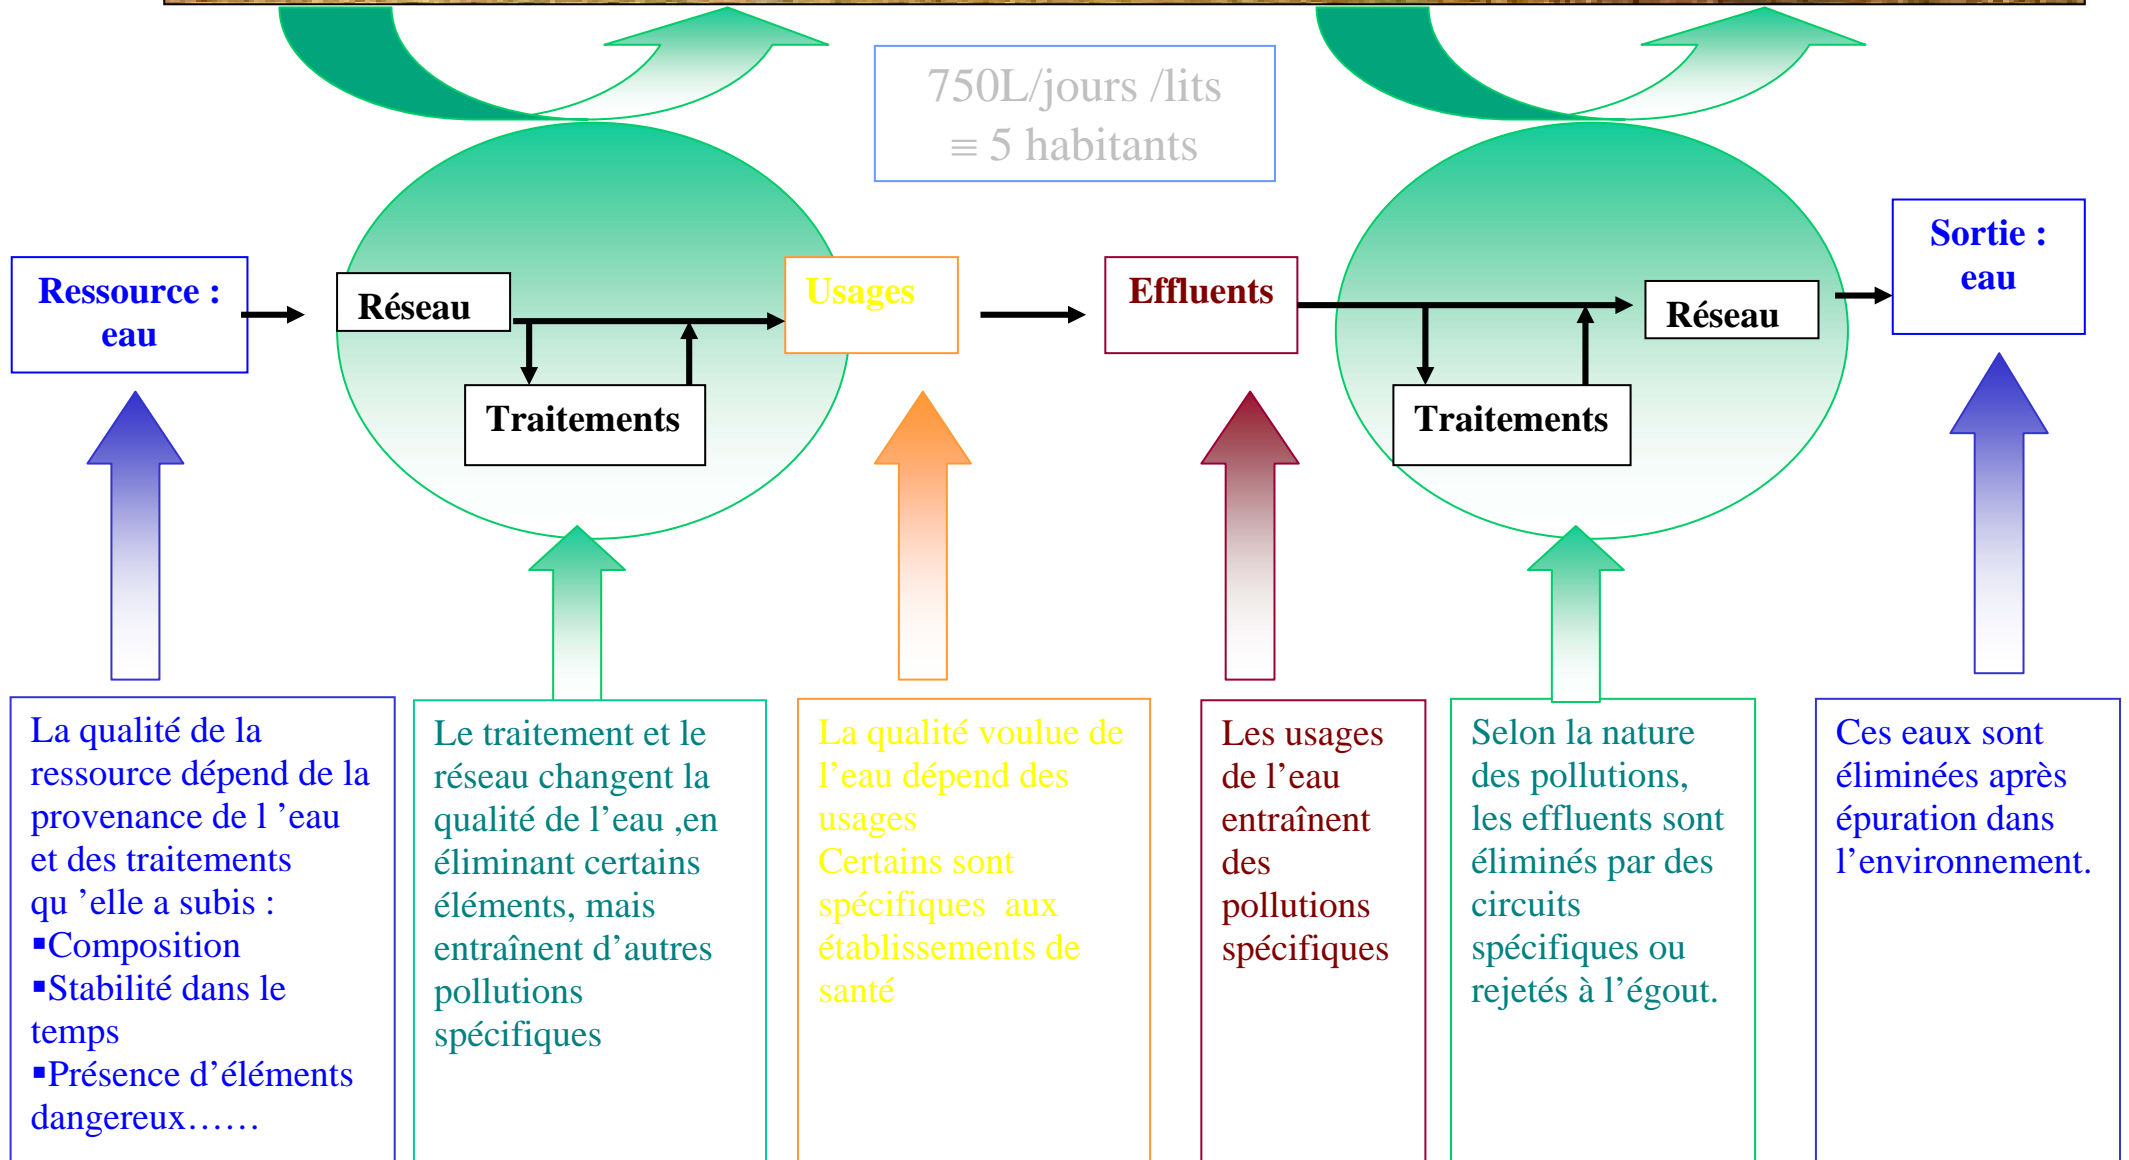 750L/jours /lits
≡ 5 habitants
Ressource :
eau
Réseau
Traitements
Usages
Effluents
Traitements
Réseau
Sortie :
eau
La qualité de la
ressource dépend de la
provenance de l ’eau
et des traitements
qu ’elle a subis :
▪Composition
▪Stabilité dans le
temps
▪Présence d’éléments
dangereux……
Le traitement et le
réseau changent la
qualité de l’eau ,en
éliminant certains
éléments, mais
entraînent d’autres
pollutions
spécifiques
La qualité voulue de
l’eau dépend des
usages
Certains sont
spécifiques  aux
établissements de
santé
Les usages
de l’eau
entraînent
des
pollutions
spécifiques
Selon la nature
des pollutions,
les effluents sont
éliminés par des
circuits
spécifiques ou
rejetés à l’égout.
Ces eaux sont
éliminées après
épuration dans
l’environnement.